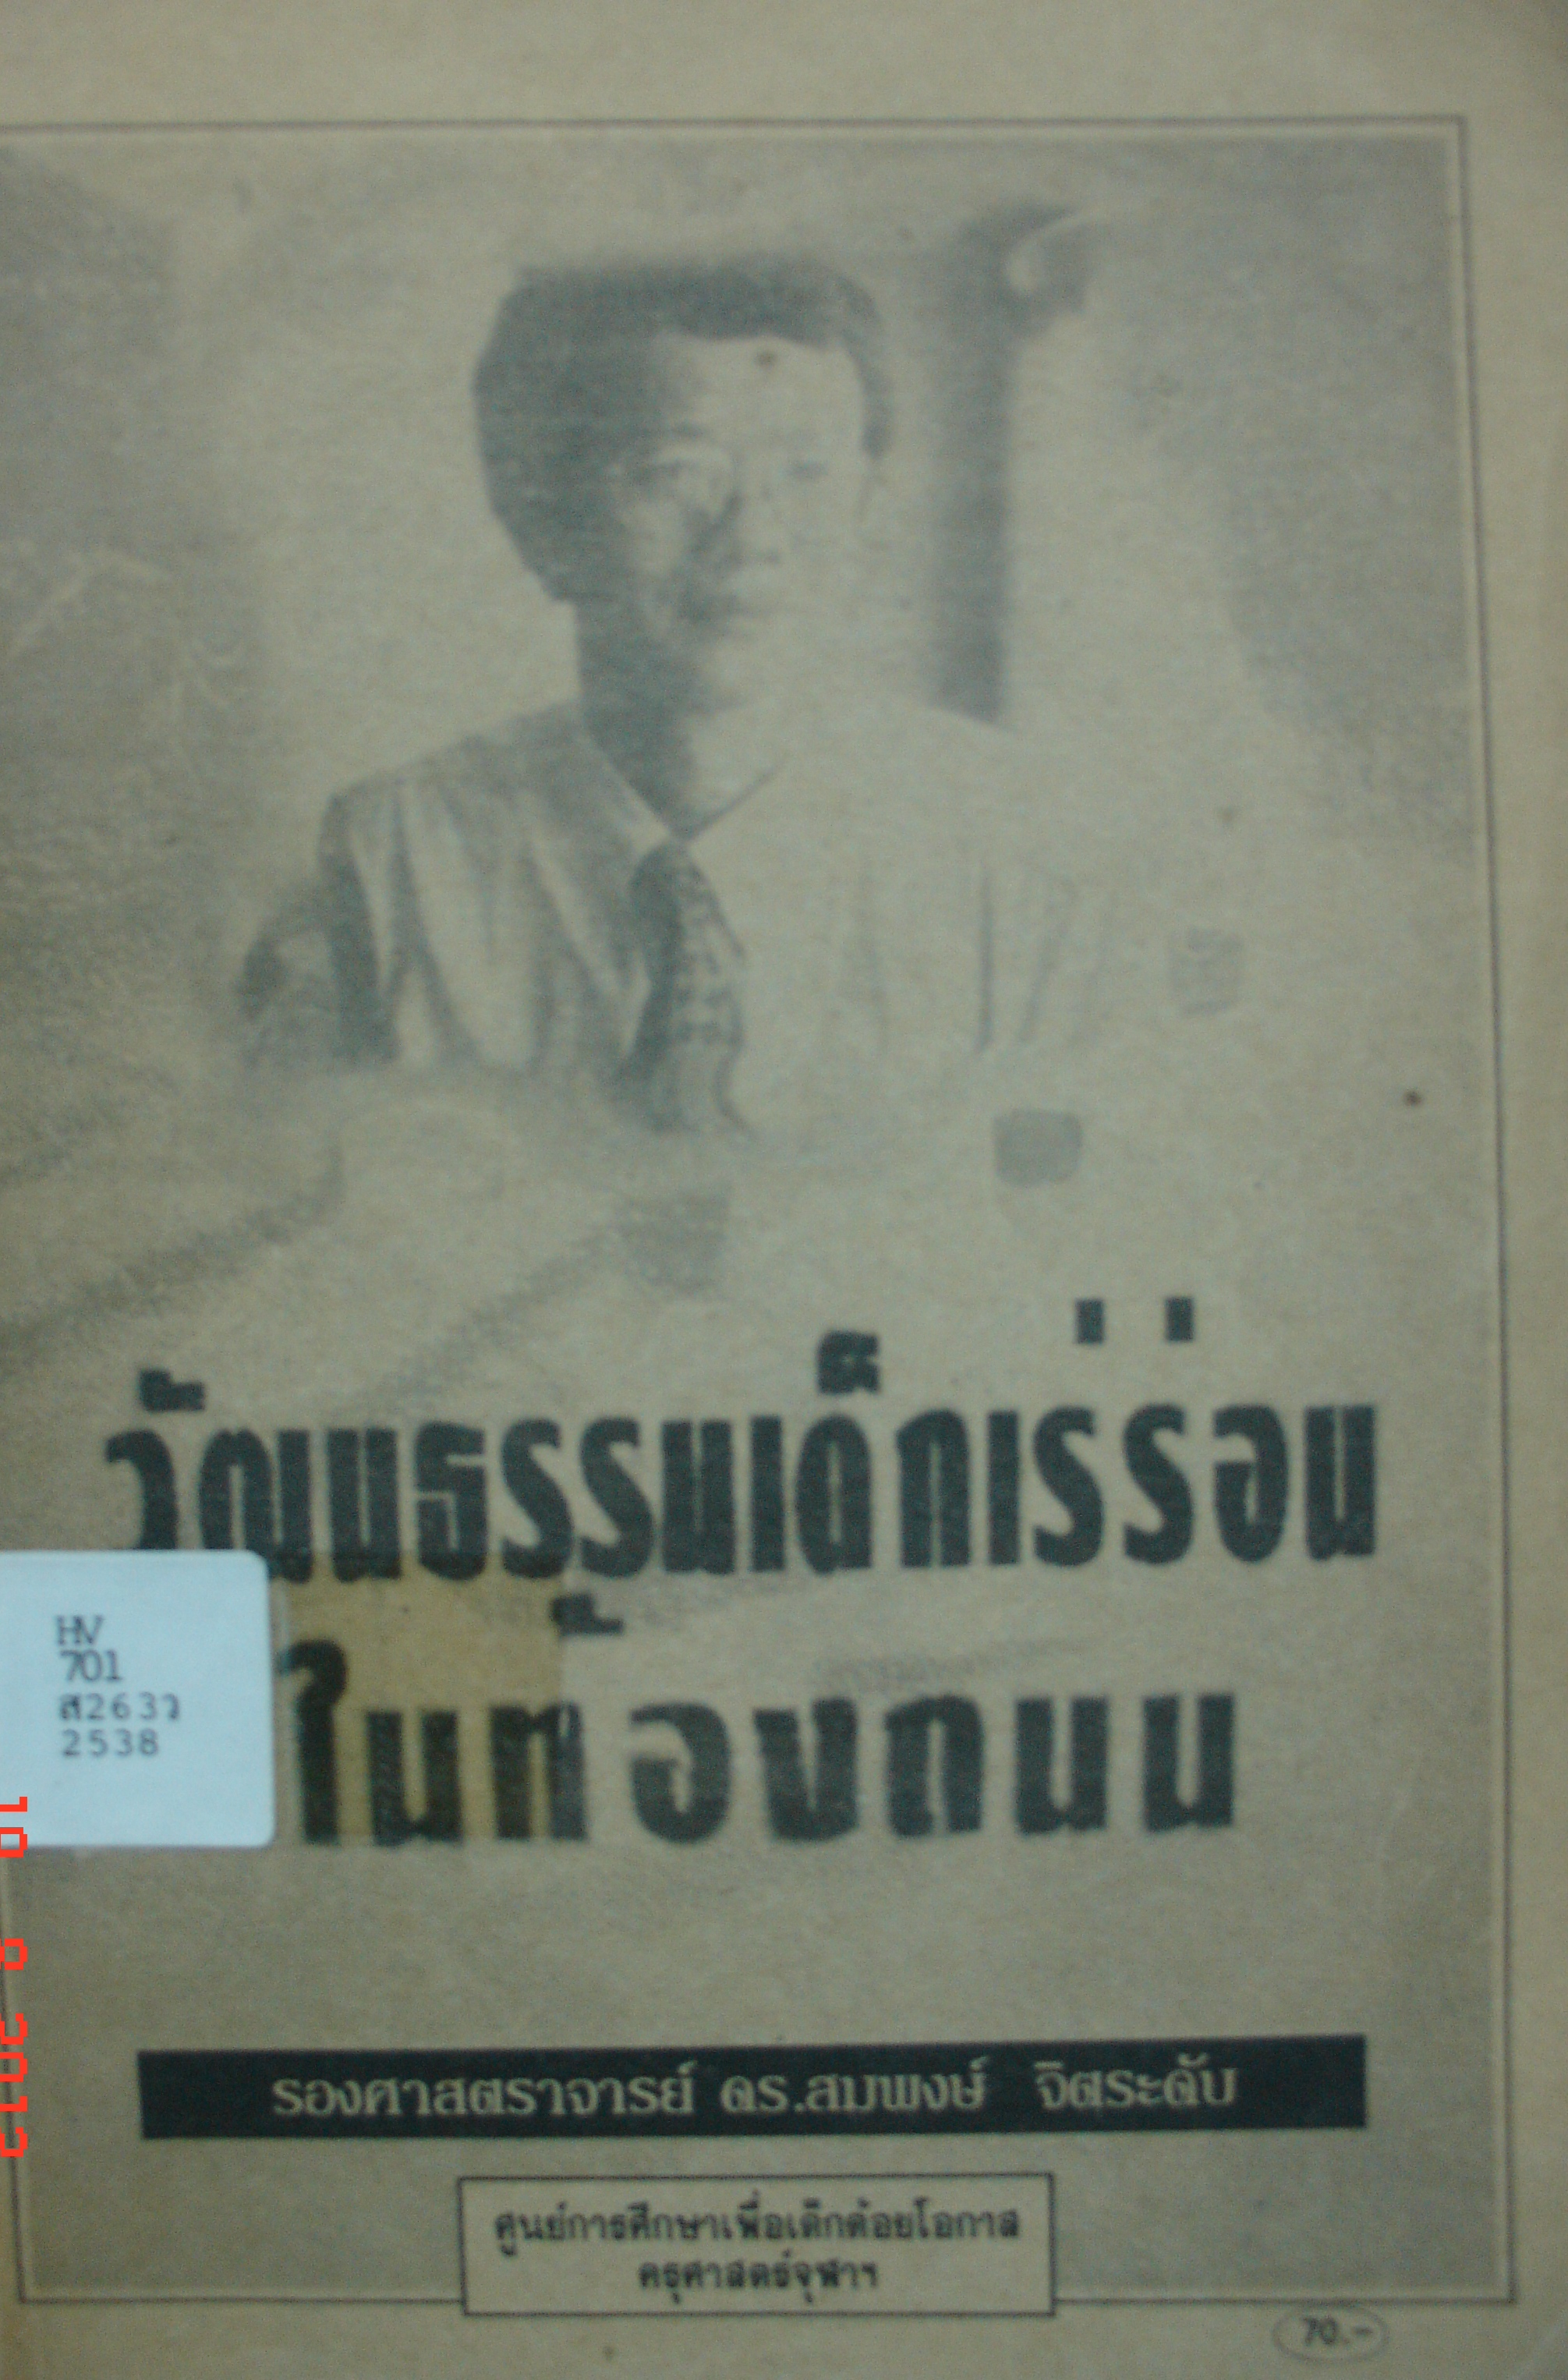 วัฒนธรรมเด็กเร่ร่อน
ในท้องถนน
HV
701
ส263ว
2538
รองศาสตราจารย์ ดร.สมพงษ์ จิตระดับ
ศูนย์การศึกษาเพื่อเด็กด้อยโอกาส
ครุศาสตร์จุฬาฯ
70.-